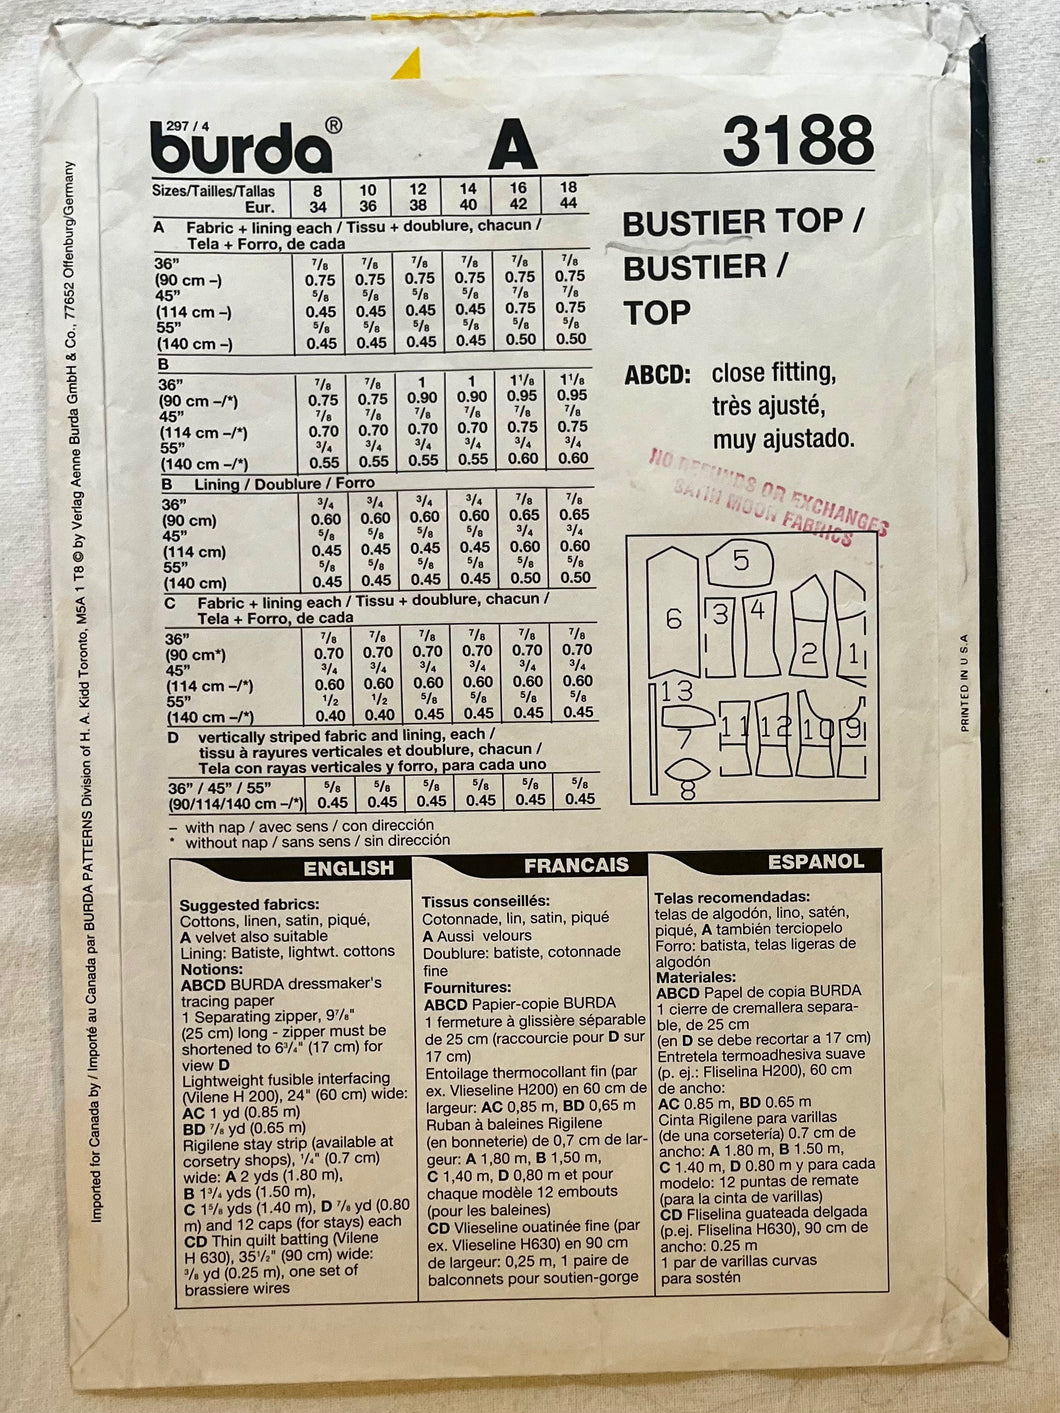 297 / 4
burda®
A
3188
Sizes/Tailles/Tallas 8 10 12 14 16 18
Eur. 34 36 38 40 42 44
A Fabric + lining each / Tissu + doublure, chacun /
Tela + Forro, de cada
36" 7/8 7/8 7/8 7/8 7/8 7/8
(90 cm –) 0.75 0.75 0.75 0.75 0.75 0.75
45" 5/8 5/8 5/8 5/8 7/8 7/8
(114 cm –) 0.45 0.45 0.45 0.45 0.75 0.75
55" 5/8 5/8 5/8 5/8 5/8 5/8
(140 cm –) 0.45 0.45 0.45 0.45 0.50 0.50
B
36" 7/8 7/8 1 1 1 1/8 1 1/8
(90 cm –/*) 0.75 0.75 0.90 0.90 0.95 0.95
45" 7/8 7/8 7/8 7/8 7/8 7/8
(114 cm –/*) 0.70 0.70 0.70 0.70 0.75 0.75
55" 3/4 3/4 3/4 3/4 3/4 3/4
(140 cm –/*) 0.55 0.55 0.55 0.55 0.60 0.60
B Lining / Doublure / Forro
36" 3/4 3/4 3/4 3/4 7/8 7/8
(90 cm) 0.60 0.60 0.60 0.60 0.65 0.65
45" 5/8 5/8 5/8 5/8 3/4 3/4
(114 cm) 0.45 0.45 0.45 0.45 0.60 0.60
55" 5/8 5/8 5/8 5/8 5/8 5/8
(140 cm) 0.45 0.45 0.45 0.45 0.50 0.50
C Fabric + lining each / Tissu + doublure, chacun /
Tela + Forro, de cada
36" 7/8 7/8 7/8 7/8 7/8 7/8
(90 cm*) 0.70 0.70 0.70 0.70 0.70 0.70
45" 3/4 3/4 3/4 3/4 3/4 3/4
(114 cm –/*) 0.60 0.60 0.60 0.60 0.60 0.60
55" 1/2 1/2 5/8 5/8 5/8 5/8
(140 cm –/*) 0.40 0.40 0.45 0.45 0.45 0.45
D vertically striped fabric and lining, each /
tissu à rayures verticales et doublure, chacun /
Tela con rayas verticales y forro, para cada uno
36" / 45" / 55" 5/8 5/8 5/8 5/8 5/8 5/8
(90/114/140 cm –/*) 0.45 0.45 0.45 0.45 0.45 0.45
– with nap / avec sens / con dirección
* without nap / sans sens / sin dirección
BUSTIER TOP /
BUSTIER /
TOP
ABCD: close fitting,
très ajusté,
muy ajustado.
NO REFUNDS OR EXCHANGES
SATIN MOON FABRICS
5
6 3 4 2 1
13
7 11 12 10 9
8
ENGLISH
Suggested fabrics:
Cottons, linen, satin, piqué,
A velvet also suitable
Lining: Batiste, lightwt. cottons
Notions:
ABCD BURDA dressmaker's
tracing paper
1 Separating zipper, 9 7/8"
(25 cm) long - zipper must be
shortened to 6 3/4" (17 cm) for
view D
Lightweight fusible interfacing
(Vilene H 200), 24" (60 cm) wide:
AC 1 yd (0.85 m)
BD 7/8 yd (0.65 m)
Rigilene stay strip (available at
corsetry shops), 1/4" (0.7 cm)
wide: A 2 yds (1.80 m),
B 1 3/4 yds (1.50 m),
C 1 5/8 yds (1.40 m), D 7/8 yd (0.80
m) and 12 caps (for stays) each
CD Thin quilt batting (Vilene
H 630), 35 1/2" (90 cm) wide:
3/8 yd (0.25 m), one set of
brassiere wires
FRANCAIS
Tissus conseillés:
Cotonnade, lin, satin, piqué
A Aussi velours
Doublure: batiste, cotonnade
fine
Fournitures:
ABCD Papier-copie BURDA
1 fermeture à glissière séparable
de 25 cm (raccourcie pour D sur
17 cm)
Entoilage thermocollant fin (par
ex. Vlieseline H200) en 60 cm de
largeur: AC 0,85 m, BD 0,65 m
Ruban à baleines Rigilene
(en bonneterie) de 0,7 cm de lar-
geur: A 1,80 m, B 1,50 m,
C 1,40 m, D 0,80 m et pour
chaque modèle 12 embouts
(pour les baleines)
CD Vlieseline ouatinée fine (par
ex. Vlieseline H630) en 90 cm
de largeur: 0,25 m, 1 paire de
balconnets pour soutien-gorge
ESPANOL
Telas recomendadas:
telas de algodón, lino, satén,
piqué, A también terciopelo
Forro: batista, telas ligeras de
algodón
Materiales:
ABCD Papel de copia BURDA
1 cierre de cremallera separa-
ble, de 25 cm
(en D se debe recortar a 17 cm)
Entretela termoadhesiva suave
(p. ej.: Fliselina H200), 60 cm
de ancho:
AC 0.85 m, BD 0.65 m
Cinta Rigilene para varillas
(de una corsetería) 0.7 cm de
ancho: A 1.80 m, B 1.50 m,
C 1.40 m, D 0.80 m y para cada
modelo: 12 puntas de remate
(para la cinta de varillas)
CD Fliselina guateada delgada
(p.ej. Fliselina H630), 90 cm de
ancho: 0.25 m
1 par de varillas curvas
para sostén
Imported for Canada by / Importé au Canada par BURDA PATTERNS Division of H. A. Kidd Toronto, M5A 1 T8 © by Verlag Aenne Burda GmbH & Co., 77652 Offenburg/Germany
PRINTED IN U.S.A